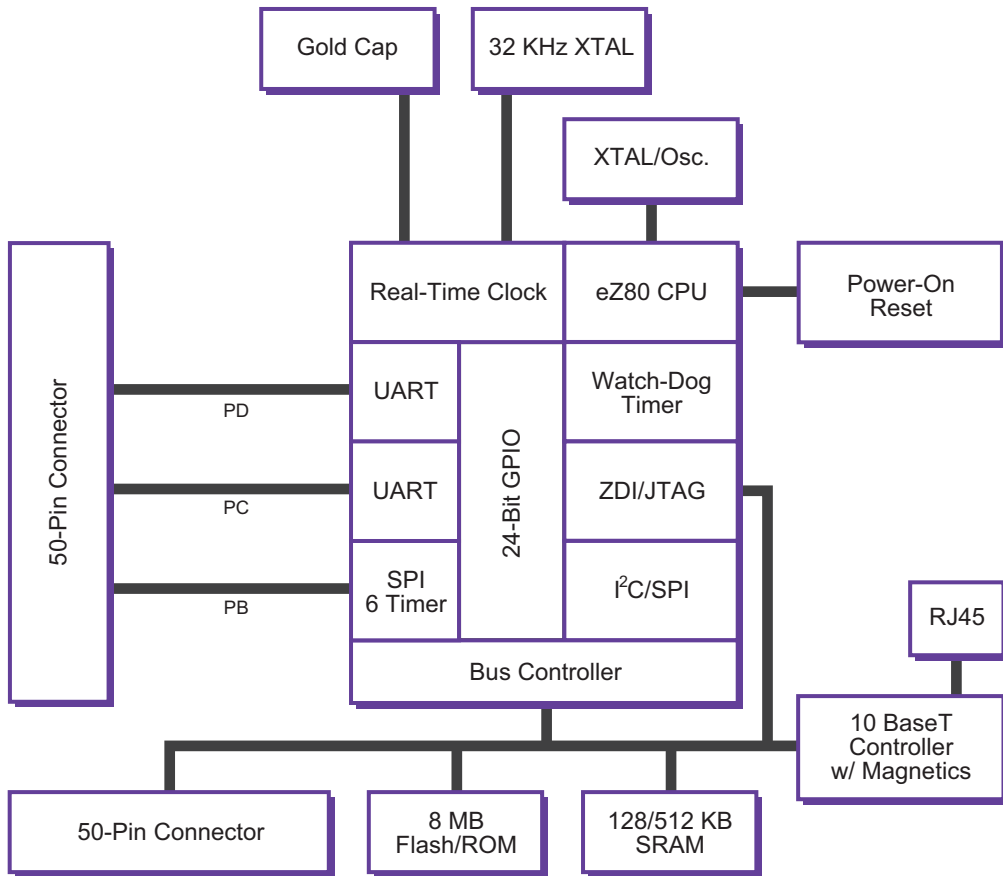 Gold Cap
32 KHz XTAL
XTAL/Osc.
Real-Time Clock
eZ80 CPU
Power-On
Reset
50-Pin Connector
PD
UART
24-Bit GPIO
Watch-Dog
Timer
PC
UART
ZDI/JTAG
PB
SPI
6 Timer
I²C/SPI
RJ45
Bus Controller
10 BaseT
Controller
w/ Magnetics
50-Pin Connector
8 MB
Flash/ROM
128/512 KB
SRAM